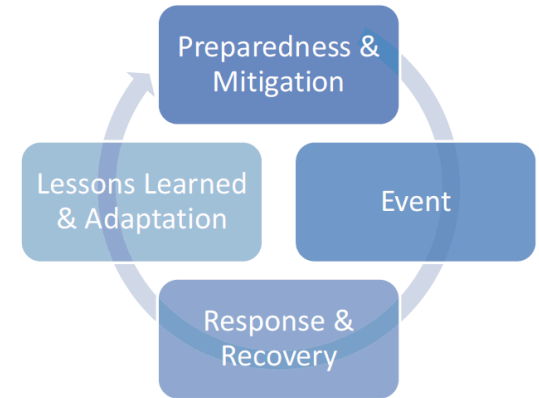 Preparedness &
Mitigation
Event
Response &
Recovery
Lessons Learned
& Adaptation